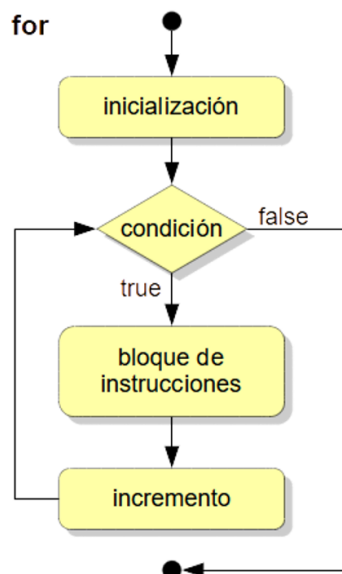 for
inicialización
condición
false
true
bloque de
instrucciones
incremento